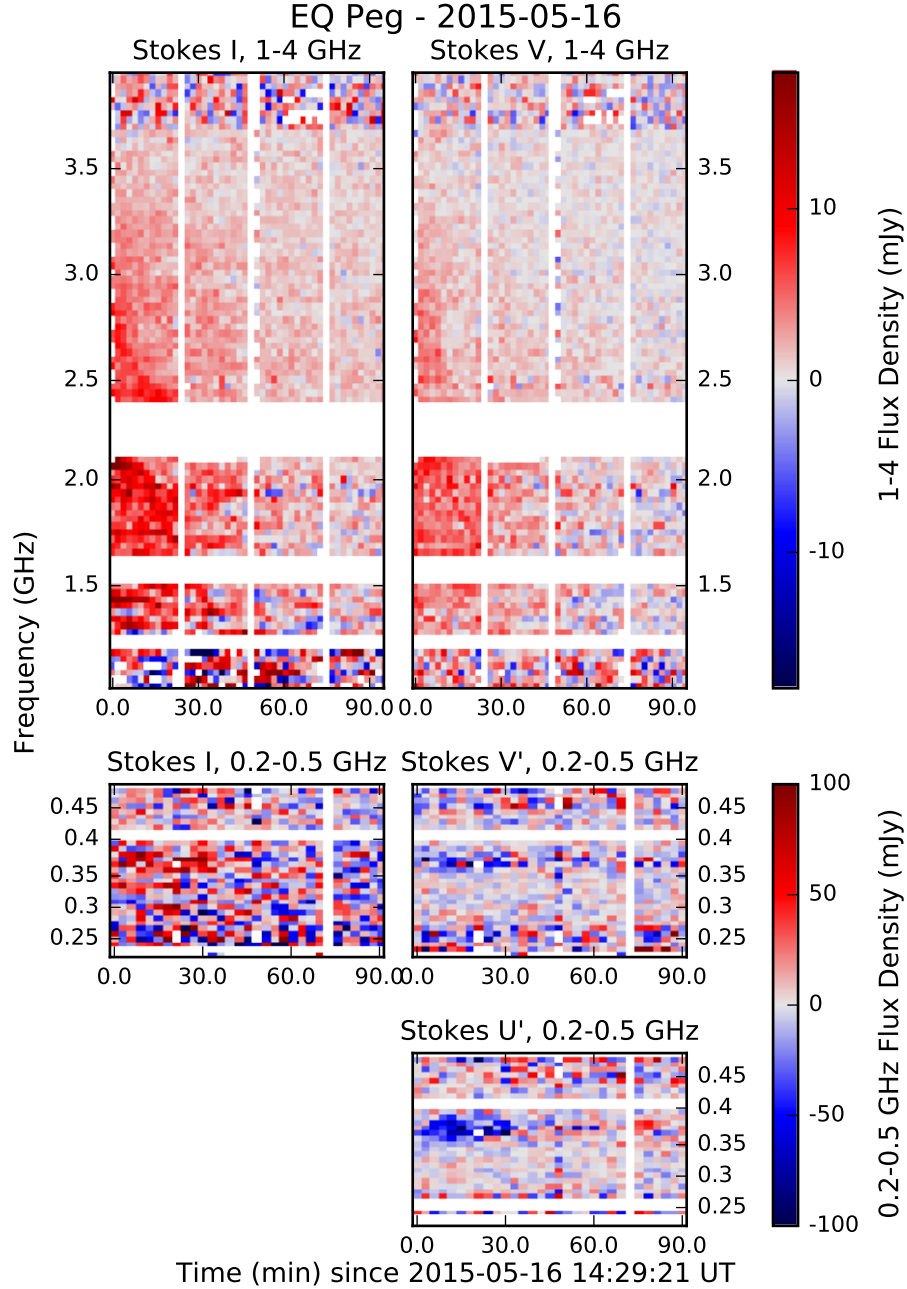 EQ Peg - 2015-05-16
Stokes I, 1-4 GHz Stokes V, 1-4 GHz
3.5 3.5 10
3.0 3.0
2.5 2.5 0
2.0 2.0
-10
1.5 1.5
0.0 30.0 60.0 90.0 0.0 30.0 60.0 90.0
Frequency (GHz)
1-4 Flux Density (mJy)
Stokes I, 0.2-0.5 GHz Stokes V', 0.2-0.5 GHz
100
0.45 0.45
0.4 0.4
0.35 0.35 50
0.3 0.3
0.25 0.25
0.0 30.0 60.0 90.0 0.0 30.0 60.0 90.0
0
Stokes U', 0.2-0.5 GHz
0.45
0.4
-50
0.35
0.3
0.25
-100
0.0 30.0 60.0 90.0
0.2-0.5 GHz Flux Density (mJy)
Time (min) since 2015-05-16 14:29:21 UT